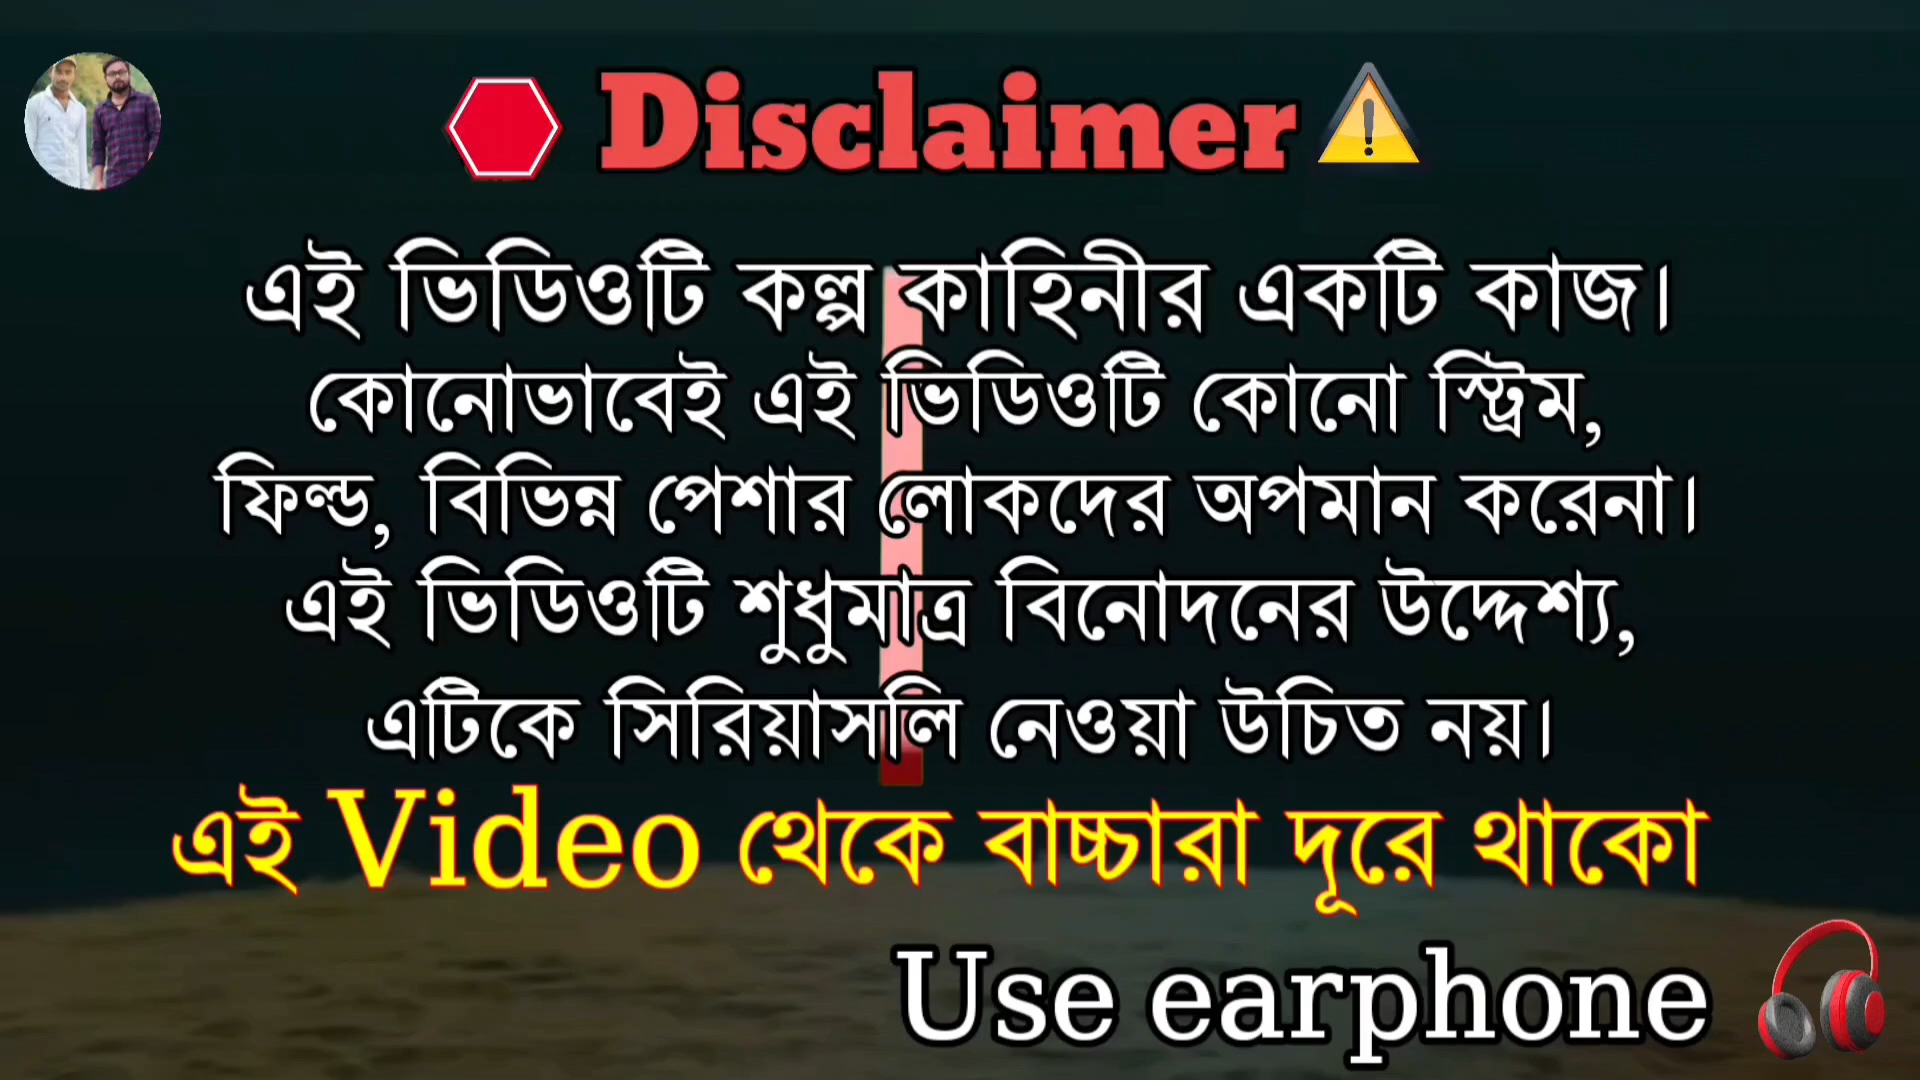 Disclaimer
এই ভিডিওটি কল্প কাহিনীর একটি কাজ।
কোনোভাবেই এই ভিডিওটি কোনো স্ট্রিম,
ফিল্ড, বিভিন্ন পেশার লোকদের অপমান করেনা।
এই ভিডিওটি শুধুমাত্র বিনোদনের উদ্দেশ্য,
এটিকে সিরিয়াসলি নেওয়া উচিত নয়।
এই Video থেকে বাচ্চারা দূরে থাকো
Use earphone